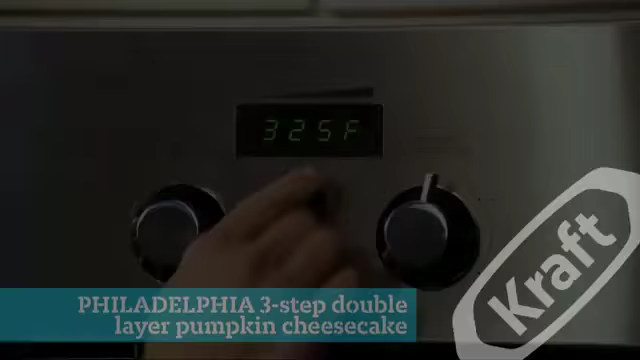 325F
PHILADELPHIA 3-step double
layer pumpkin cheesecake
Kraft